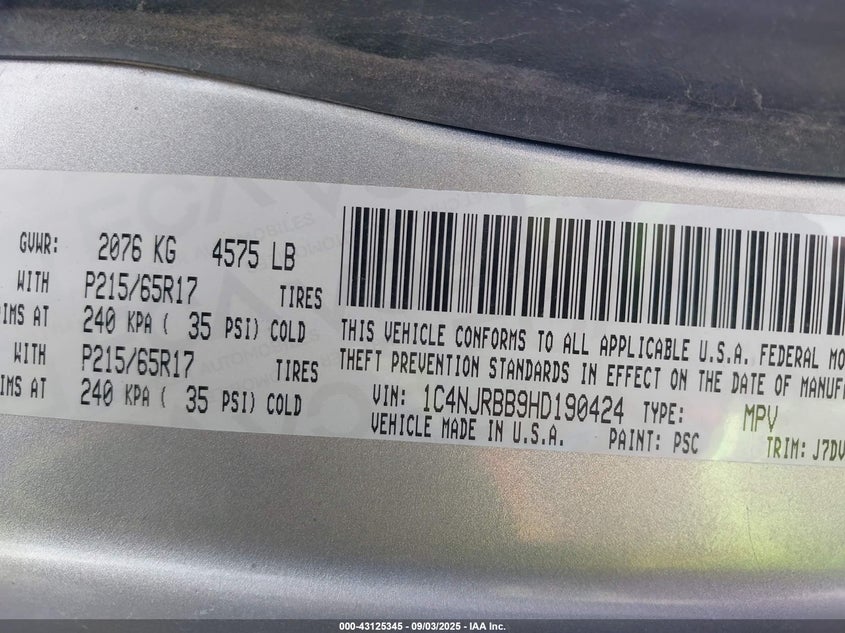 GVWR: 2076 KG 4575 LB
WITH P215/65R17 TIRES
IMS AT 240 KPA ( 35 PSI) COLD
WITH P215/65R17 TIRES
IMS AT 240 KPA ( 35 PSI) COLD
THIS VEHICLE CONFORMS TO ALL APPLICABLE U.S.A. FEDERAL MO
THEFT PREVENTION STANDARDS IN EFFECT ON THE DATE OF MANUF
VIN: 1C4NJRBB9HD190424 TYPE: MPV
VEHICLE MADE IN U.S.A. PAINT: PSC TRIM: J7DV
000-43125345 - 09/03/2025 - IAA Inc.